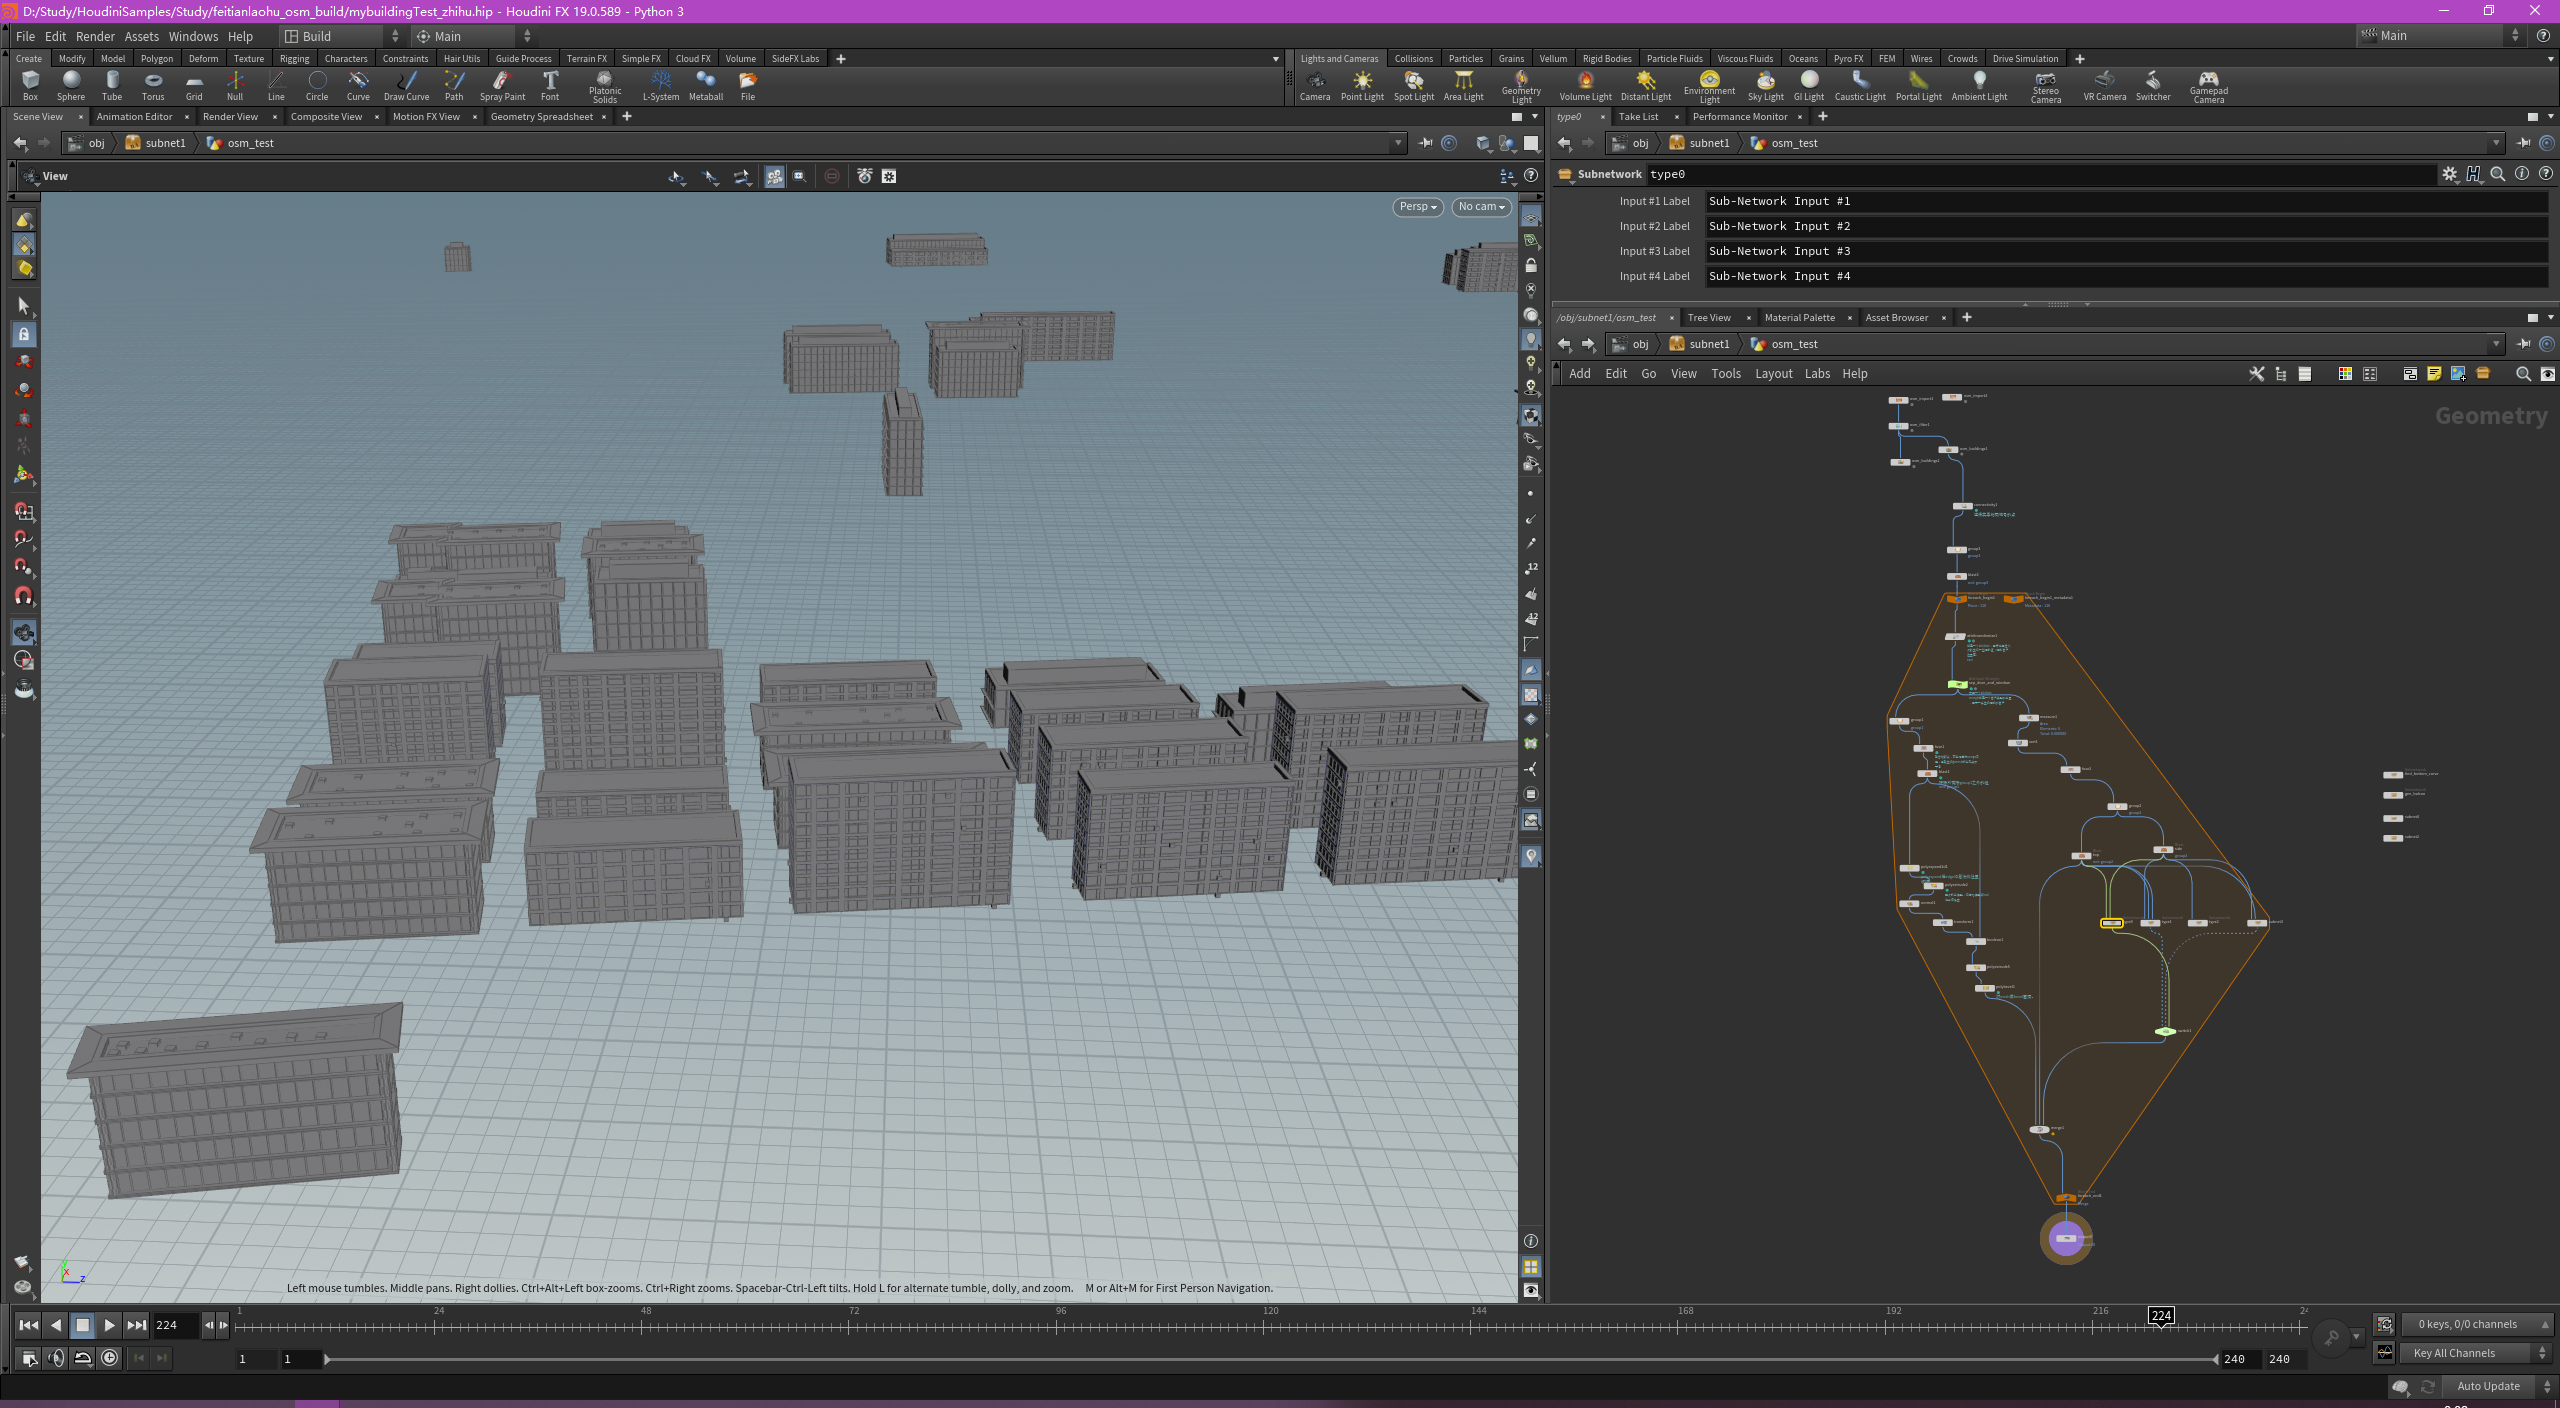 D:/Study/HoudiniSamples/Study/feitianlaohu_osm_build/mybuildingTest_zhihu.hip - Houdini FX 19.0.589 - Python 3
File Edit Render Assets Windows Help Build Main Main
Create Modify Model Polygon Deform Texture Rigging Characters Constraints Hair Utils Guide Process Terrain FX Simple FX Cloud FX Volume SideFX Labs
Lights and Cameras Collisions Particles Grains Vellum Rigid Bodies Particle Fluids Viscous Fluids Oceans Pyro FX FEM Wires Crowds Drive Simulation
Box Sphere Tube Torus Grid Null Line Circle Curve Draw Curve Path Spray Paint Font Platonic Solids L-System Metaball File
Camera Point Light Spot Light Area Light Geometry Light Volume Light Distant Light Environment Light Sky Light GI Light Caustic Light Portal Light Ambient Light Stereo Camera VR Camera Switcher Gamepad Camera
Scene View Animation Editor Render View Composite View Motion FX View Geometry Spreadsheet
type0 Take List Performance Monitor
obj subnet1 osm_test
obj subnet1 osm_test
View
Persp No cam
Subnetwork type0
Input #1 Label Sub-Network Input #1
Input #2 Label Sub-Network Input #2
Input #3 Label Sub-Network Input #3
Input #4 Label Sub-Network Input #4
/obj/subnet1/osm_test Tree View Material Palette Asset Browser
obj subnet1 osm_test
Add Edit Go View Tools Layout Labs Help
Geometry
12
12
Left mouse tumbles. Middle pans. Right dollies. Ctrl+Alt+Left box-zooms. Ctrl+Right zooms. Spacebar-Ctrl-Left tilts. Hold L for alternate tumble, dolly, and zoom. M or Alt+M for First Person Navigation.
y
x
z
224
1 24 48 72 96 120 144 168 192 216
224
0 keys, 0/0 channels
1 1 240 240
Key All Channels
Auto Update